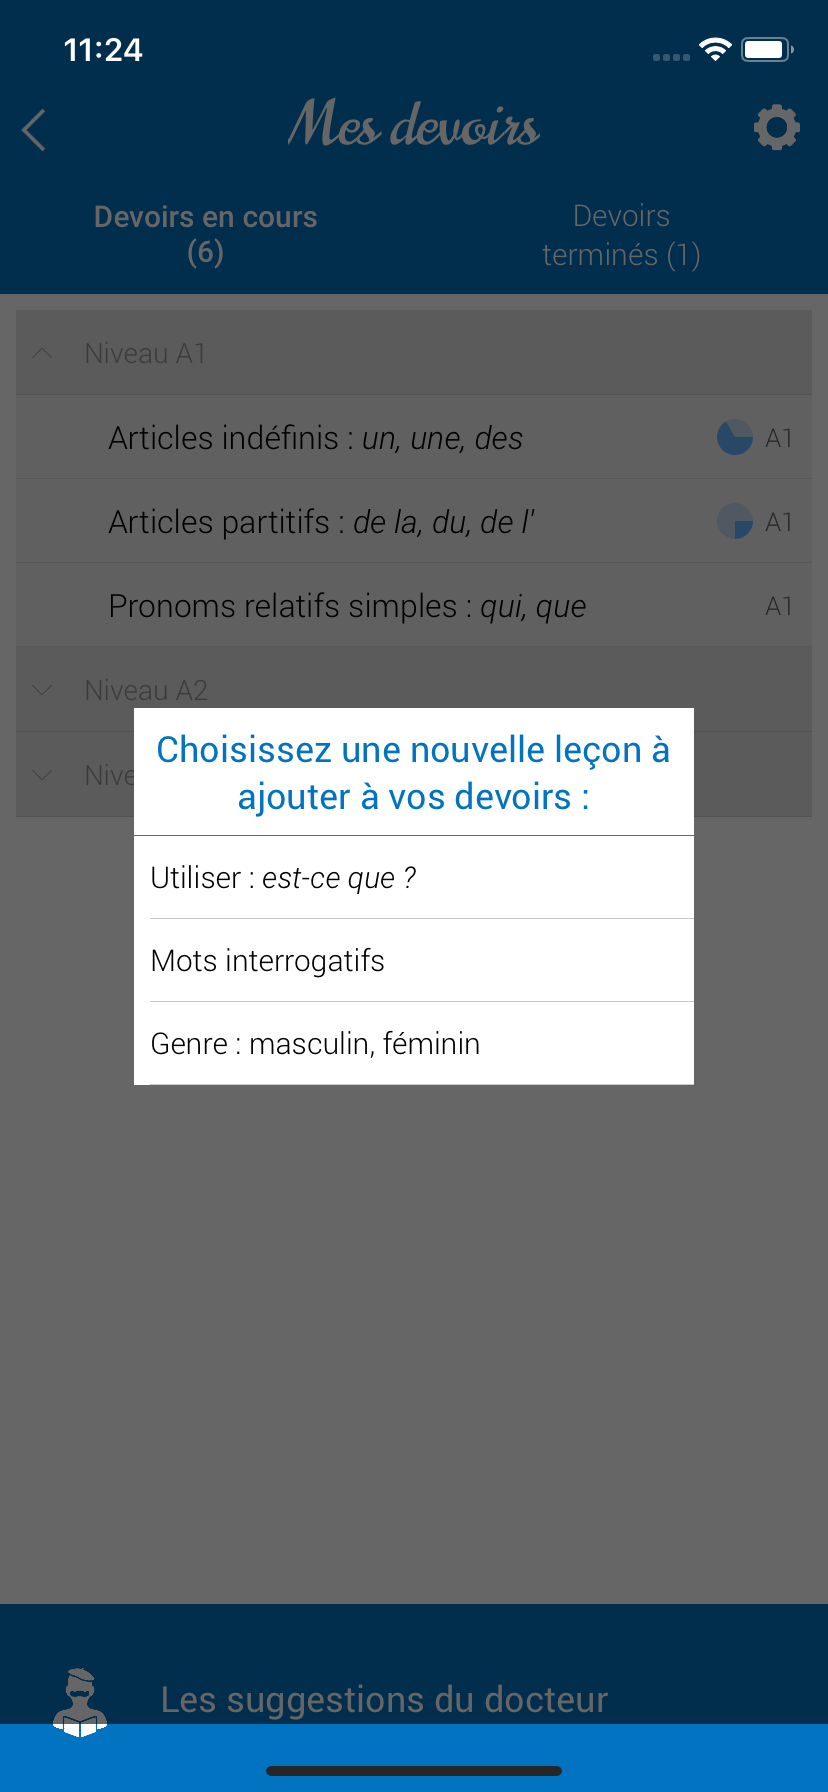 11:24
Mes devoirs
Devoirs en cours
(6)
Devoirs
terminés (1)
Niveau A1
Articles indéfinis : un, une, des A1
Articles partitifs : de la, du, de l' A1
Pronoms relatifs simples : qui, que A1
Niveau A2
Choisissez une nouvelle leçon à
ajouter à vos devoirs :
Utiliser : est-ce que ?
Mots interrogatifs
Genre : masculin, féminin
Les suggestions du docteur